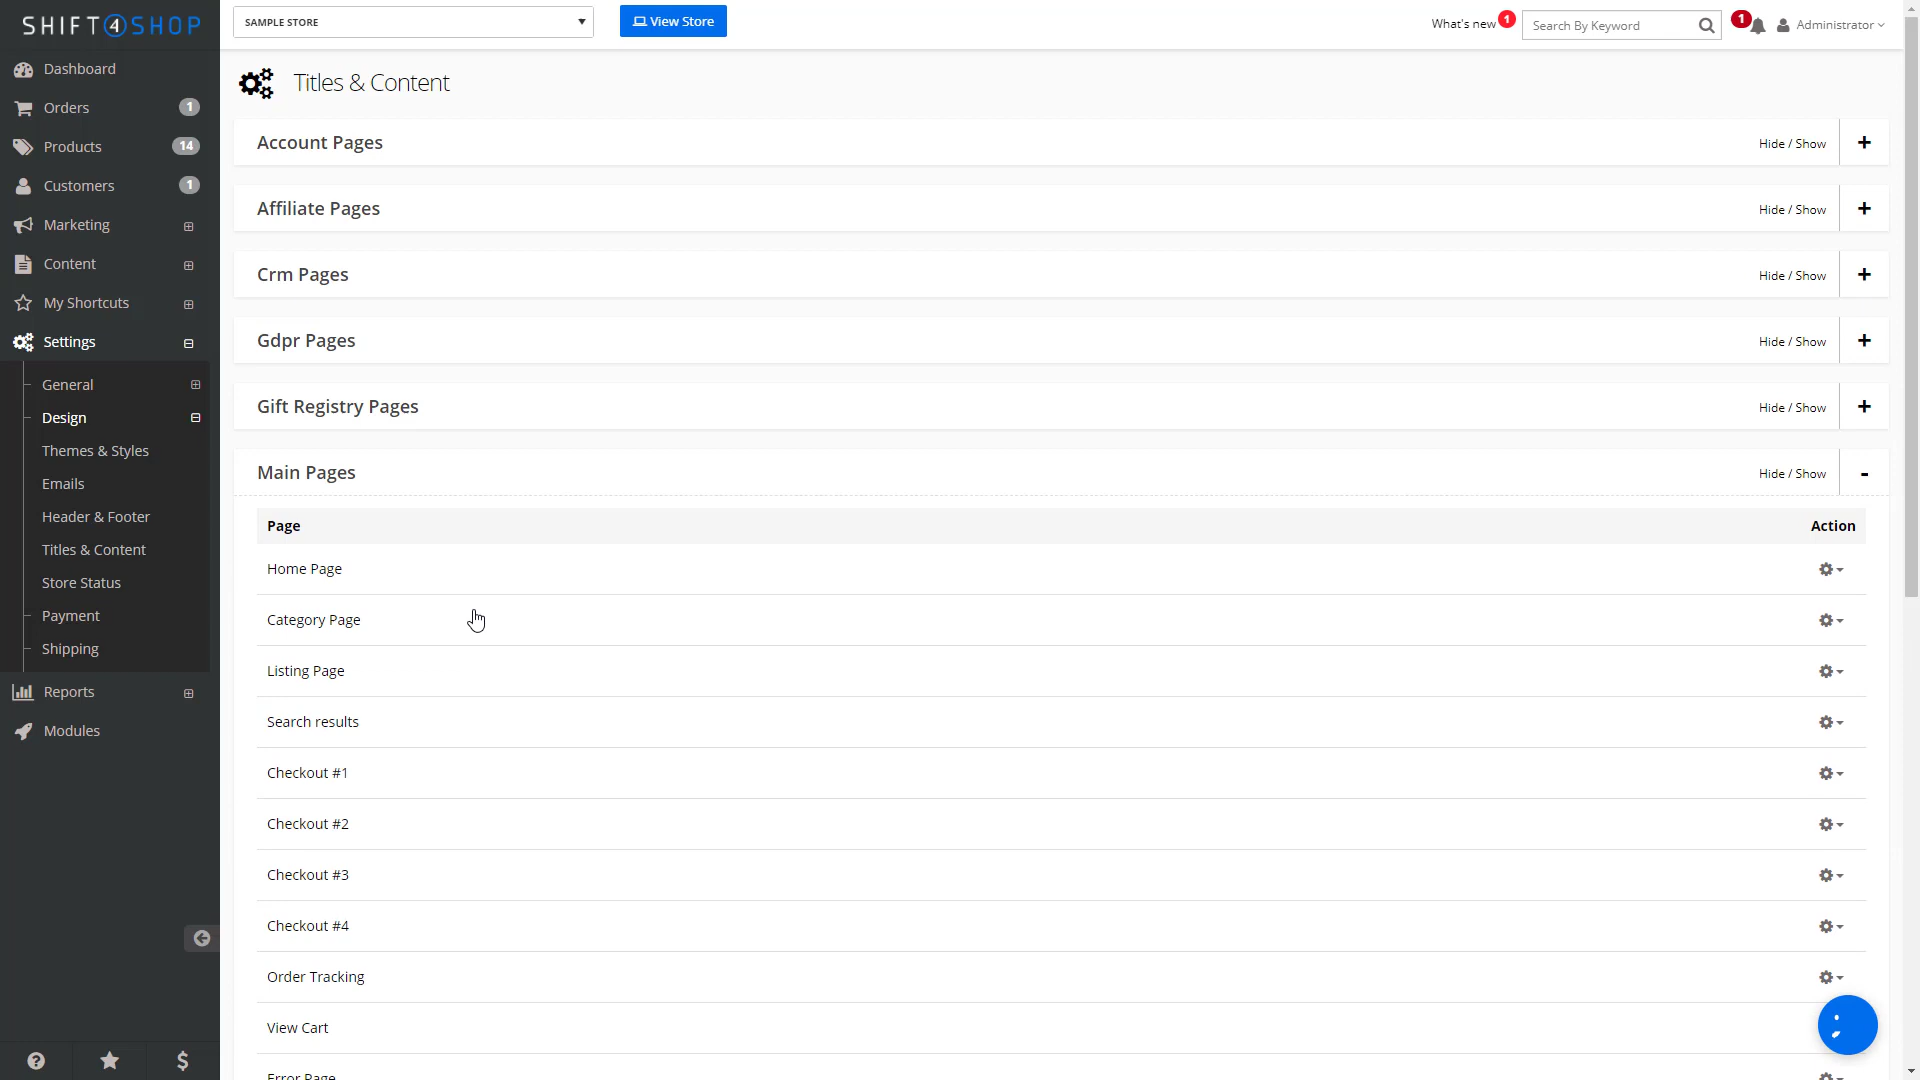 SHIFT4SHOP
SAMPLE STORE
View Store
What's new 1
Search By Keyword
1
Administrator
Dashboard
Orders 1
Products 14
Customers 1
Marketing
Content
My Shortcuts
Settings
General
Design
Themes & Styles
Emails
Header & Footer
Titles & Content
Store Status
Payment
Shipping
Reports
Modules
Titles & Content
Account Pages Hide / Show +
Affiliate Pages Hide / Show +
Crm Pages Hide / Show +
Gdpr Pages Hide / Show +
Gift Registry Pages Hide / Show +
Main Pages Hide / Show -
Page Action
Home Page
Category Page
Listing Page
Search results
Checkout #1
Checkout #2
Checkout #3
Checkout #4
Order Tracking
View Cart
Error Page